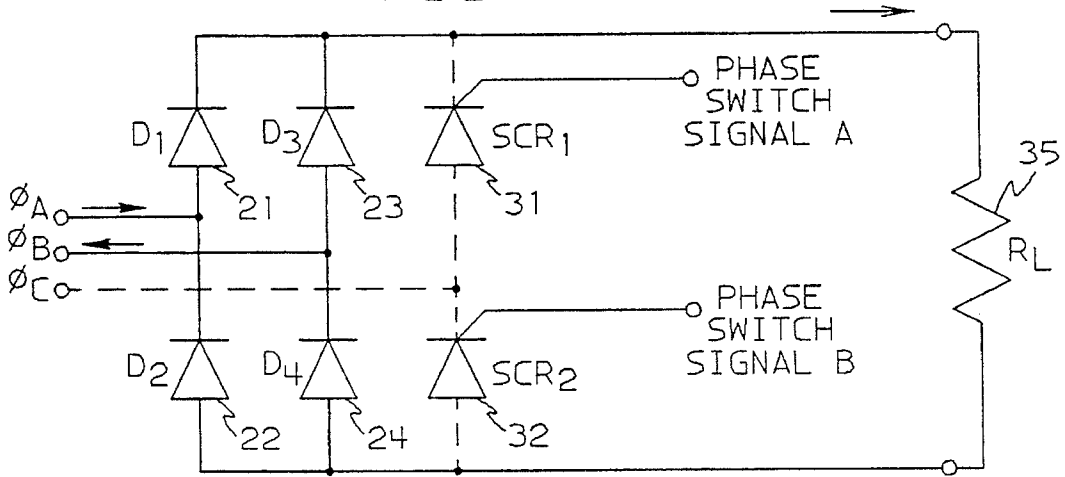 PHASE
SWITCH
SIGNAL A
D1
D3
SCR1
21
23
31
35
ØA
ØB
ØC
RL
PHASE
SWITCH
SIGNAL B
D2
D4
SCR2
22
24
32